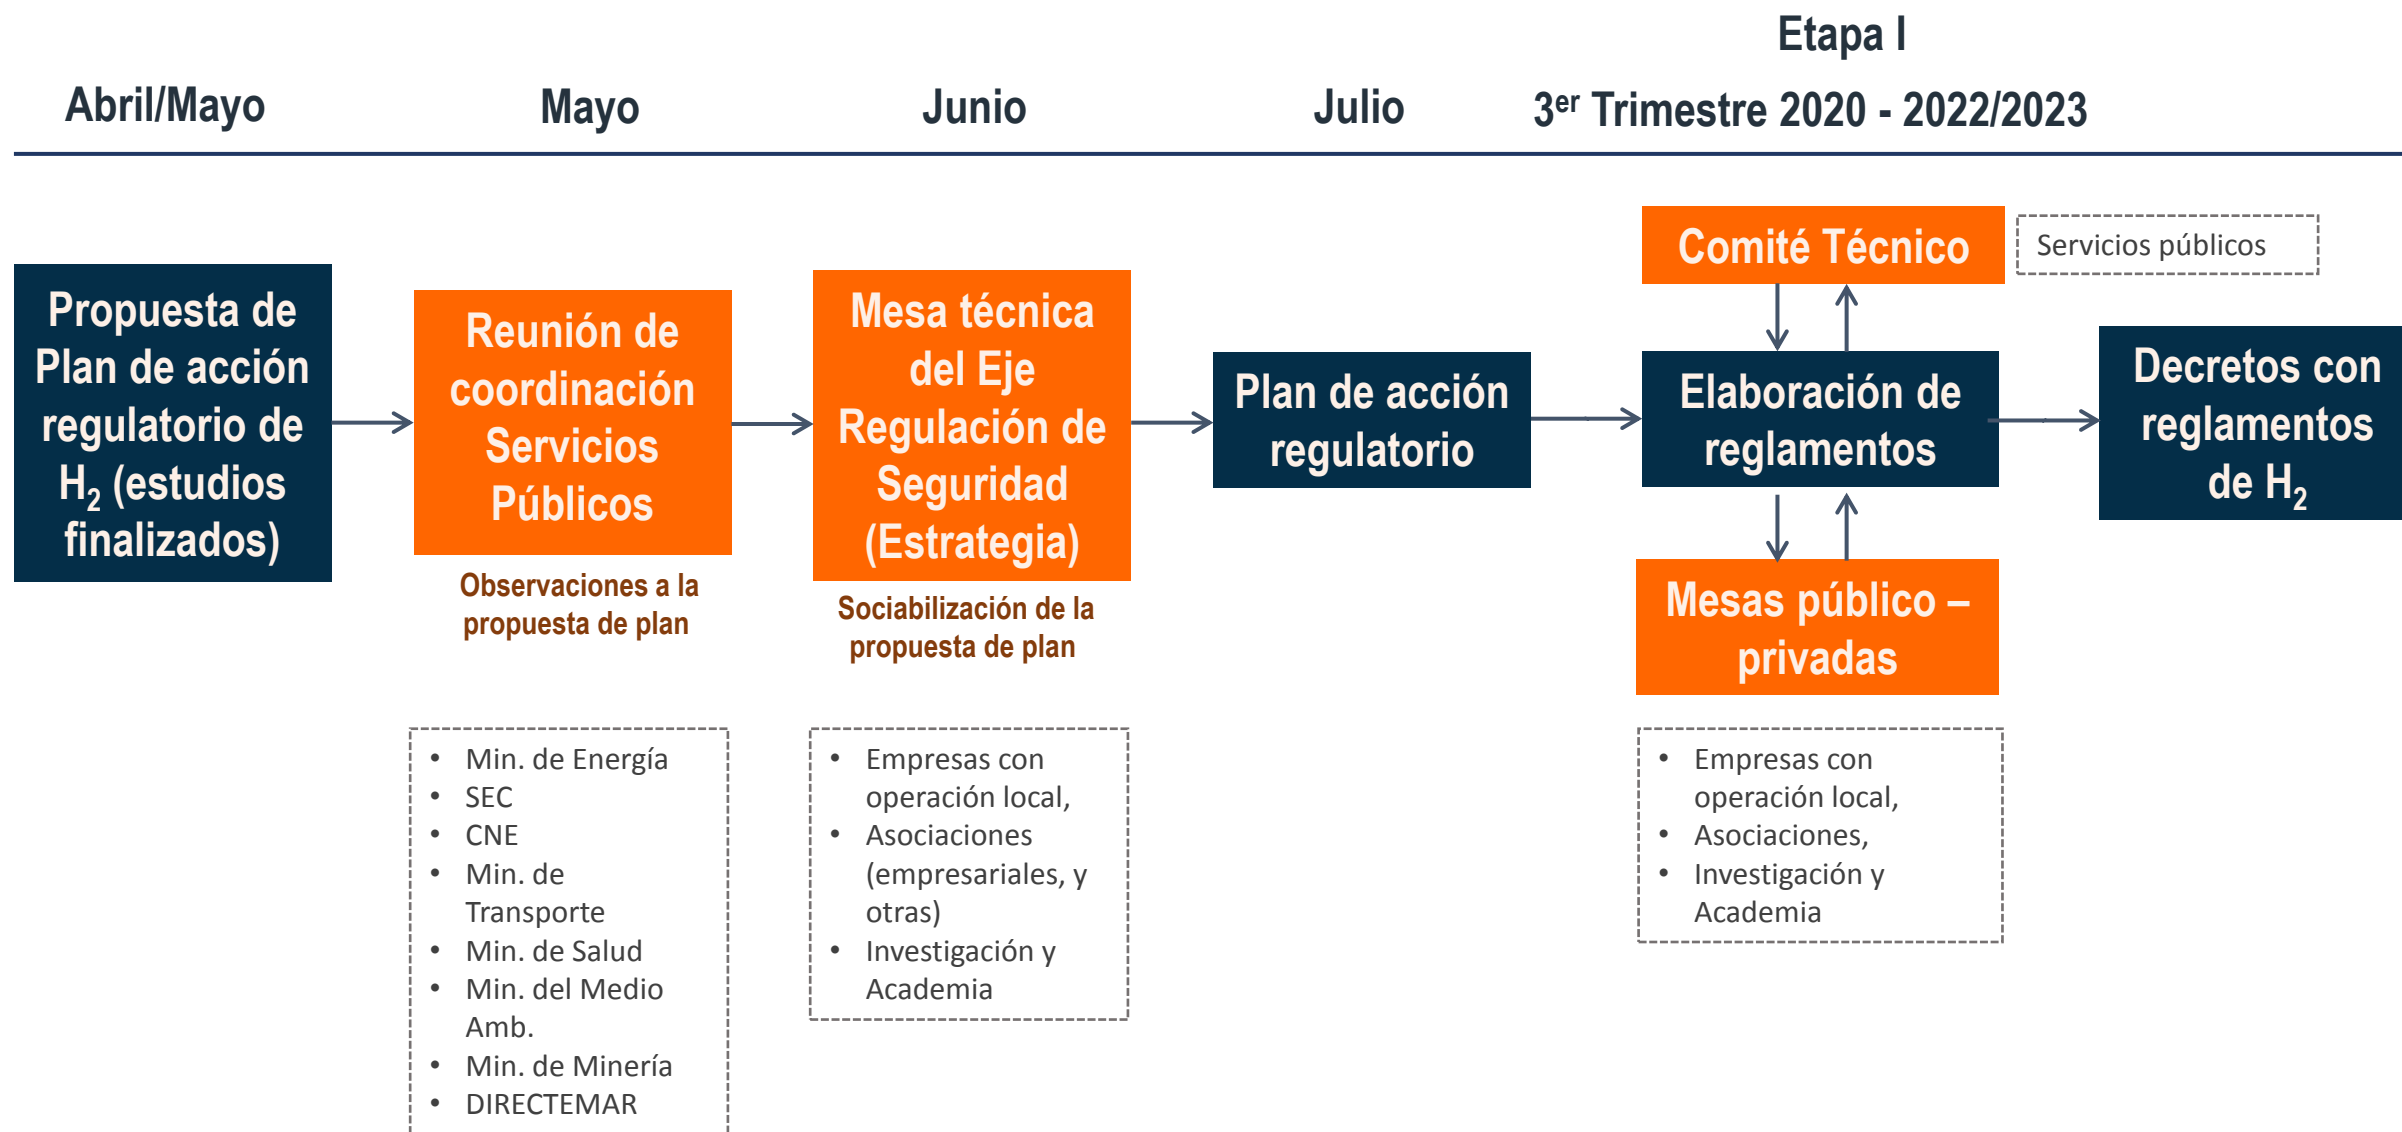 Abril/Mayo
Mayo
Junio
Julio
Etapa I
3er Trimestre 2020 - 2022/2023
Propuesta de
Plan de acción
regulatorio de
H2 (estudios
finalizados)
Reunión de
coordinación
Servicios
Públicos
Observaciones a la
propuesta de plan
• Min. de Energía
• SEC
• CNE
• Min. de
Transporte
• Min. de Salud
• Min. del Medio
Amb.
• Min. de Minería
• DIRECTEMAR
Mesa técnica
del Eje
Regulación de
Seguridad
(Estrategia)
Sociabilización de la
propuesta de plan
• Empresas con
operación local,
• Asociaciones
(empresariales, y
otras)
• Investigación y
Academia
Plan de acción
regulatorio
Comité Técnico
Servicios públicos
Elaboración de
reglamentos
Mesas público –
privadas
• Empresas con
operación local,
• Asociaciones,
• Investigación y
Academia
Decretos con
reglamentos
de H2